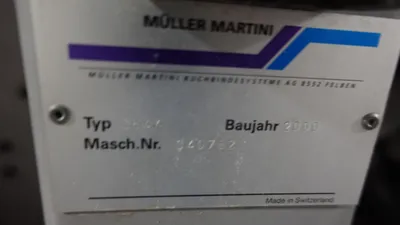 MÜLLER MARTINI
MÜLLER MARTINI BUCHBINDESYSTEME AG 8552 FELBEN
Typ
Baujahr
Masch.Nr.
Made in Switzerland